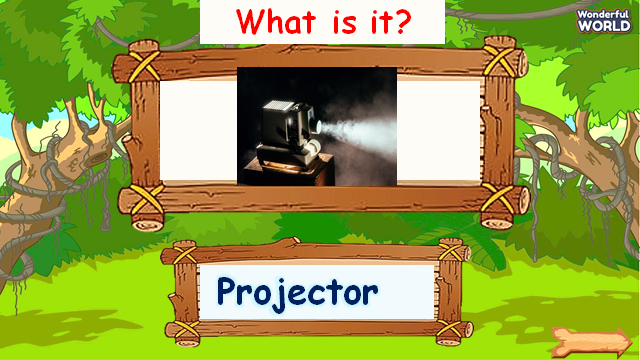 What is it?
Wonderful
WORLD
Projector